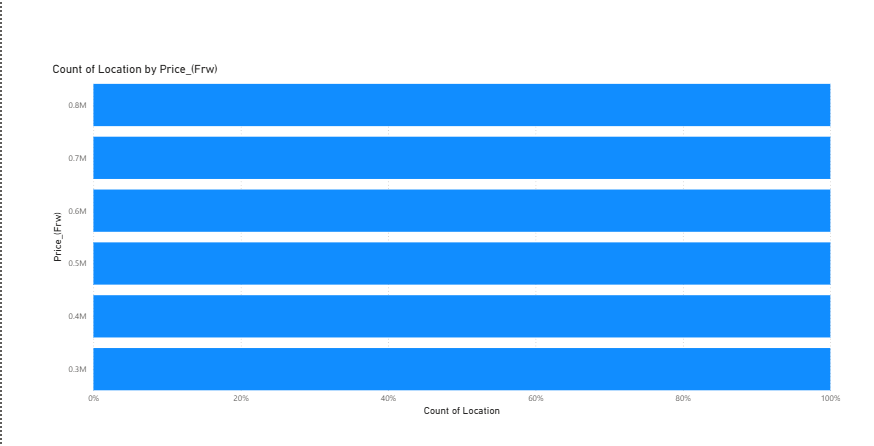 Count of Location by Price_(Frw)
0.8M
0.7M
0.6M
0.5M
0.4M
0.3M
Price_(Frw)
0% 20% 40% 60% 80% 100%
Count of Location